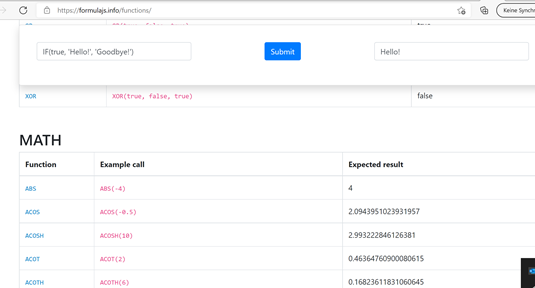 https://formulajs.info/functions/
Keine Synchr
true
IF(true, 'Hello!', 'Goodbye!') Submit Hello!
XOR XOR(true, false, true) false
MATH
Function Example call Expected result
ABS ABS(-4) 4
ACOS ACOS(-0.5) 2.0943951023931957
ACOSH ACOSH(10) 2.993222846126381
ACOT ACOT(2) 0.46364760900080615
ACOTH ACOTH(6) 0.16823611831060645